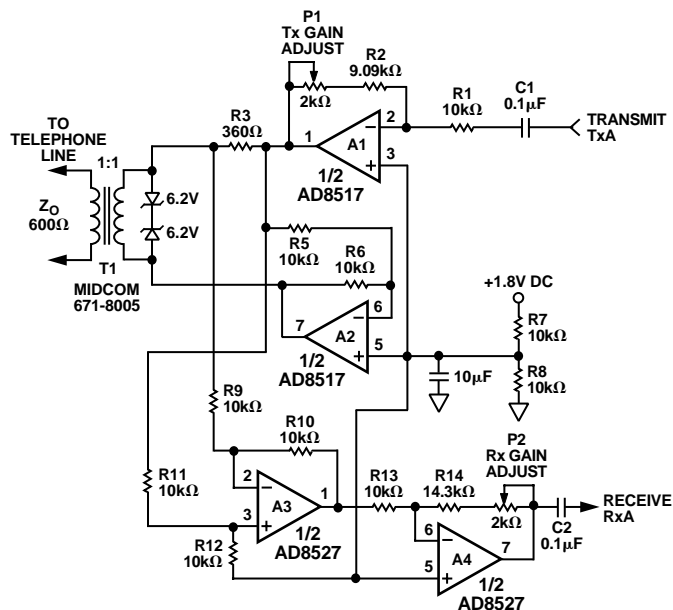 P1
Tx GAIN
ADJUST
2kΩ
R2
9.09kΩ
R1
10kΩ
C1
0.1μF
TRANSMIT
TxA
R3
360Ω
1
2
3
A1
1/2
AD8517
TO
TELEPHONE
LINE
1:1
ZO
600Ω
6.2V
6.2V
T1
MIDCOM
671-8005
R5
10kΩ
R6
10kΩ
7
6
5
A2
1/2
AD8517
+1.8V DC
R7
10kΩ
R8
10kΩ
10μF
R9
10kΩ
R10
10kΩ
R11
10kΩ
2
3
1
A3
1/2
AD8527
R12
10kΩ
R13
10kΩ
R14
14.3kΩ
P2
Rx GAIN
ADJUST
2kΩ
6
5
7
A4
1/2
AD8527
C2
0.1μF
RECEIVE
RxA